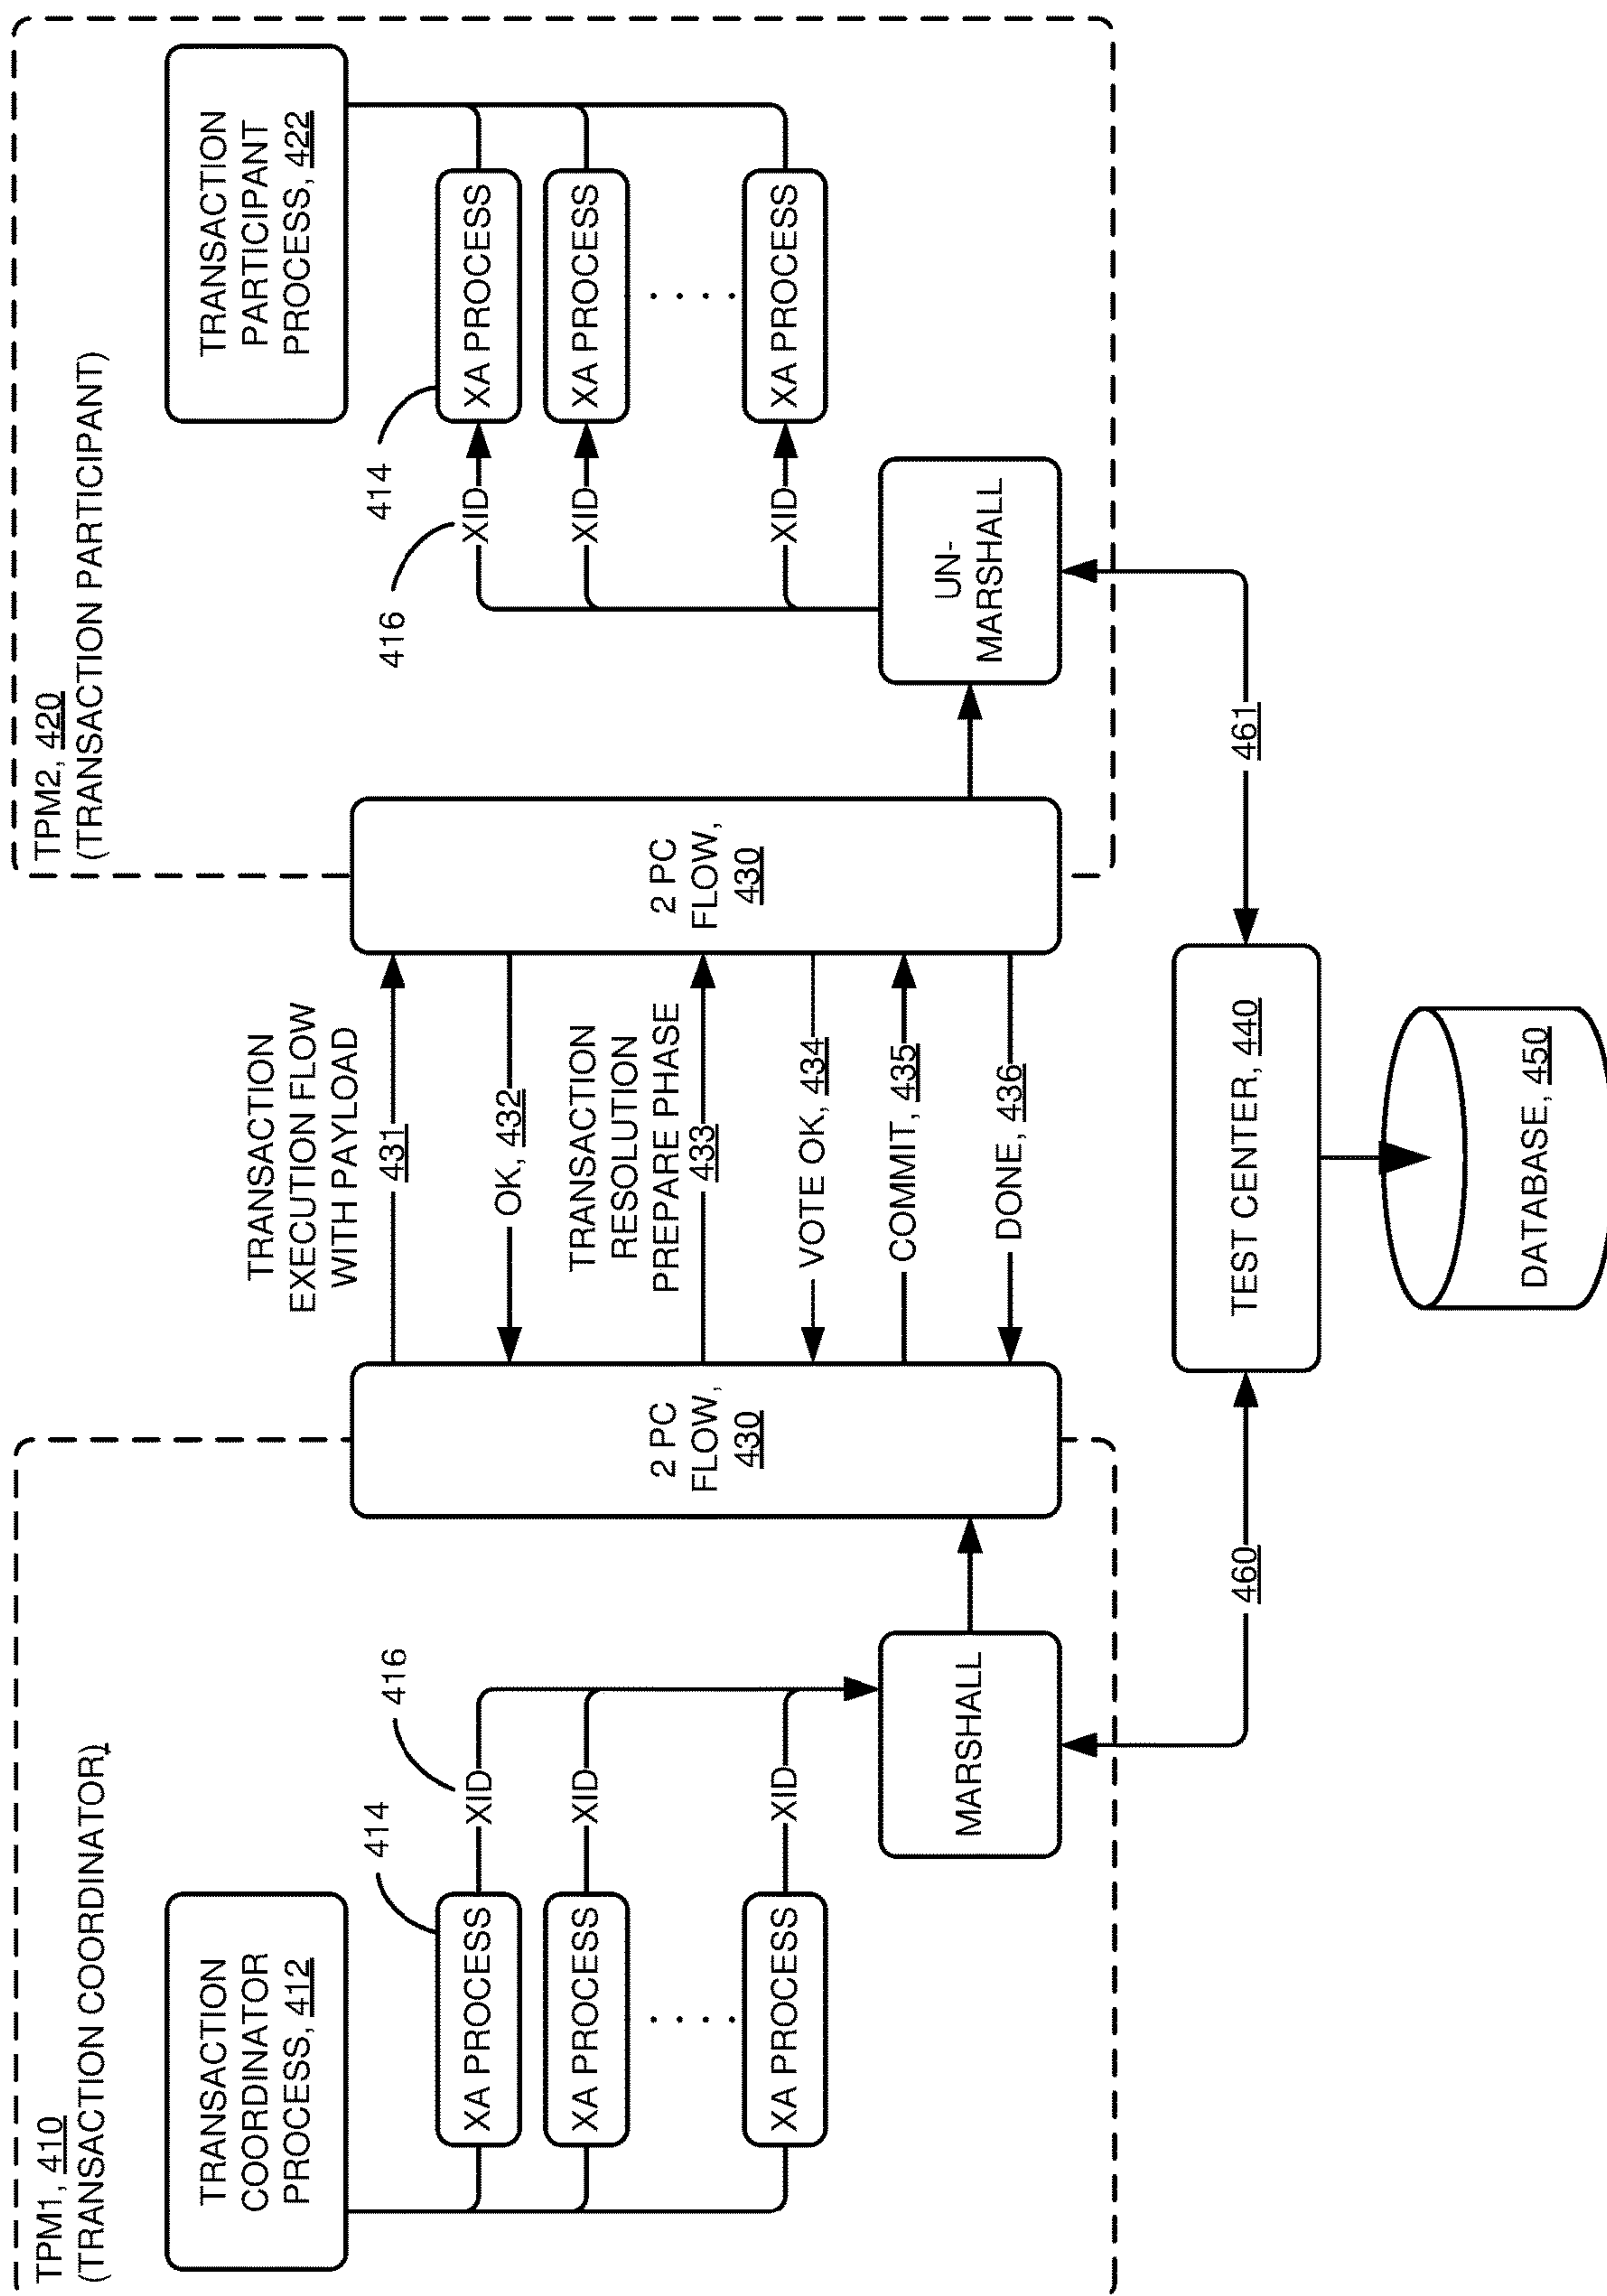 TPM1, 410
(TRANSACTION COORDINATOR)
TRANSACTION
COORDINATOR
PROCESS, 412
414
416
XA PROCESS
XID
XA PROCESS
XID
. . . .
XA PROCESS
XID
MARSHALL
2 PC
FLOW,
430
TRANSACTION
EXECUTION FLOW
WITH PAYLOAD
431
OK, 432
TRANSACTION
RESOLUTION
PREPARE PHASE
433
VOTE OK, 434
COMMIT, 435
DONE, 436
2 PC
FLOW,
430
TPM2, 420
(TRANSACTION PARTICIPANT)
TRANSACTION
PARTICIPANT
PROCESS, 422
416
414
XID
XA PROCESS
XID
XA PROCESS
. . . .
XID
XA PROCESS
UN-
MARSHALL
460
TEST CENTER, 440
461
DATABASE, 450